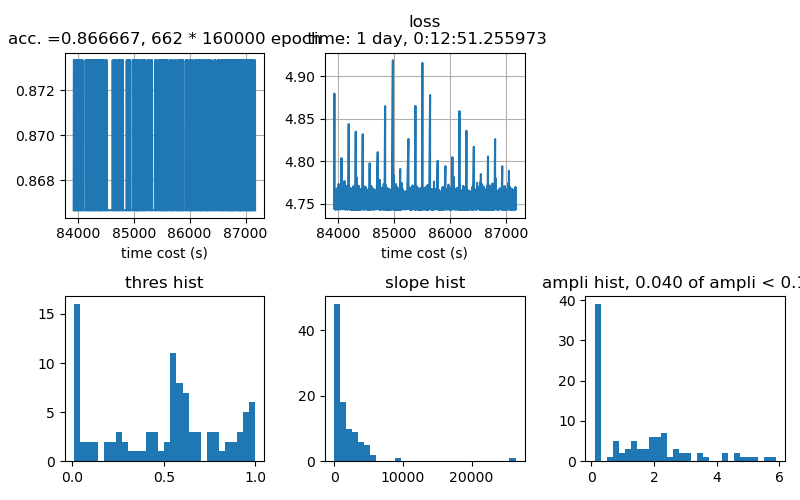 acc. =0.866667, 662 * 160000 epoch
loss
time: 1 day, 0:12:51.255973
0.872
0.870
0.868
84000 85000 86000 87000
time cost (s)
4.90
4.85
4.80
4.75
84000 85000 86000 87000
time cost (s)
thres hist
15
10
5
0
0.0 0.5 1.0
slope hist
40
20
0
0 10000 20000
ampli hist, 0.040 of ampli < 0.1
40
30
20
10
0
0 2 4 6